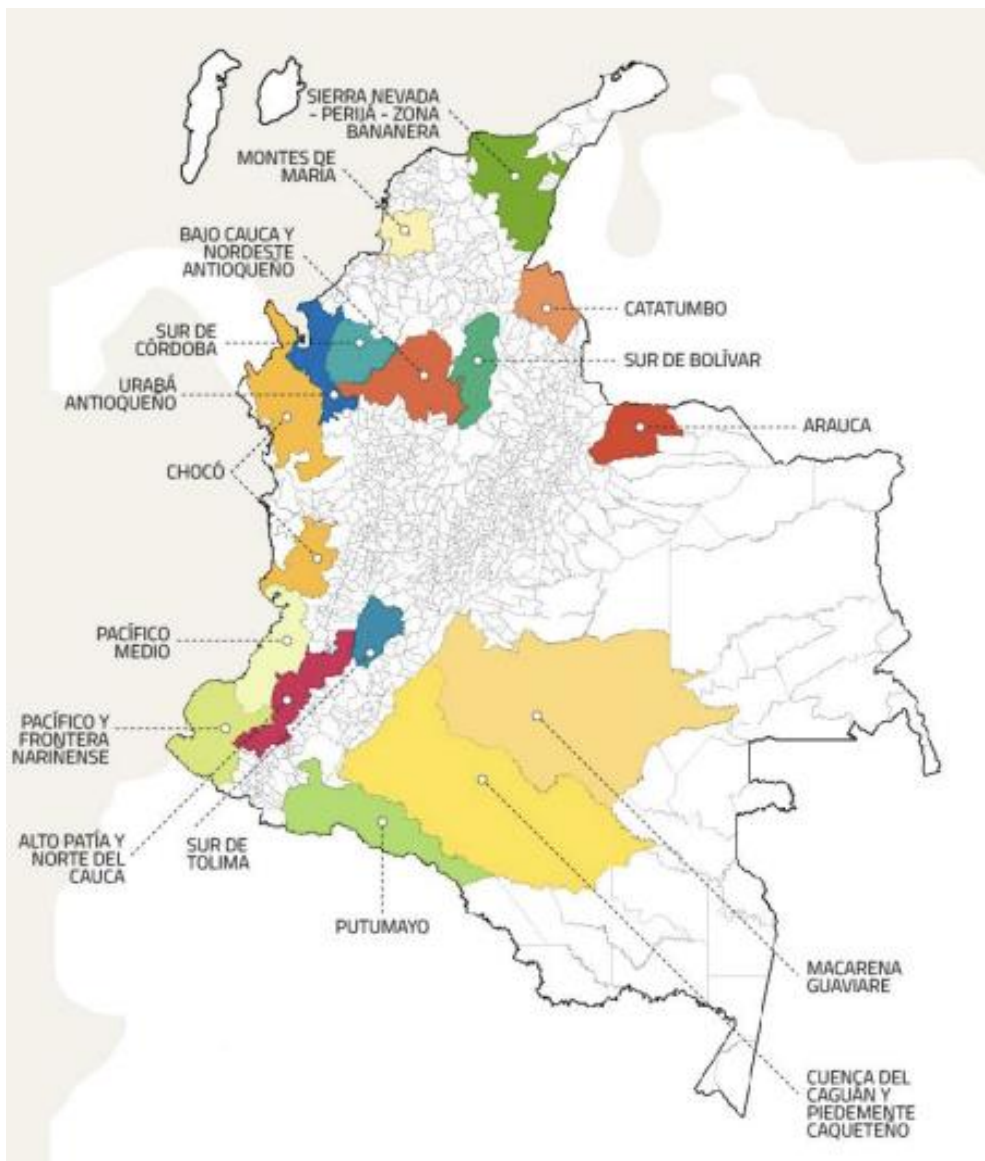 SIERRA NEVADA
- PERIJÁ - ZONA
BANANERA
MONTES DE
MARÍA
BAJO CAUCA Y
NORDESTE
ANTIOQUEÑO
CATATUMBO
SUR DE
CÓRDOBA
SUR DE BOLÍVAR
URABÁ
ANTIOQUEÑO
ARAUCA
CHOCÓ
PACÍFICO
MEDIO
PACÍFICO Y
FRONTERA
NARIÑENSE
ALTO PATÍA Y
NORTE DEL
CAUCA
SUR DE
TOLIMA
PUTUMAYO
MACARENA
GUAVIARE
CUENCA DEL
CAGUÁN Y
PIEDEMENTE
CAQUETEÑO